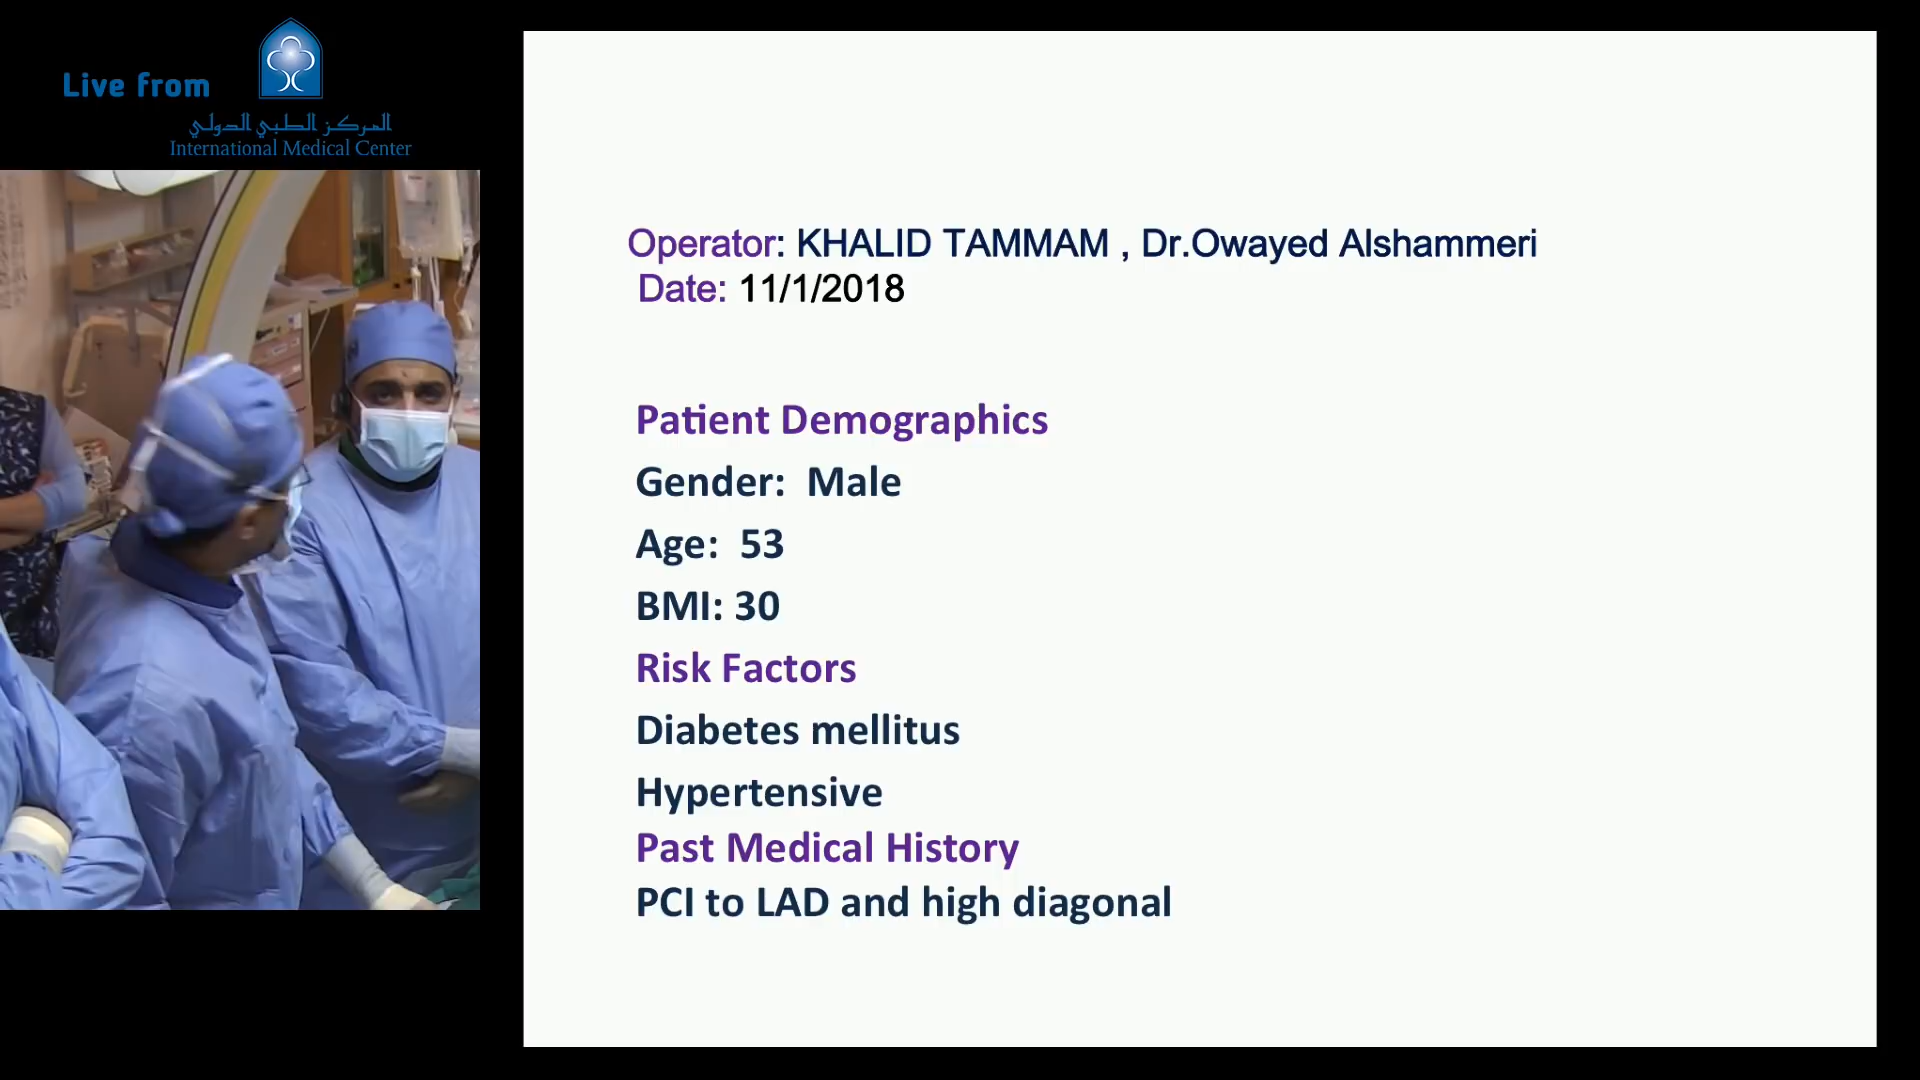 Live from
المركز الطبي الدولي
International Medical Center
Operator: KHALID TAMMAM , Dr.Owayed Alshammeri
Date: 11/1/2018
Patient Demographics
Gender: Male
Age: 53
BMI: 30
Risk Factors
Diabetes mellitus
Hypertensive
Past Medical History
PCI to LAD and high diagonal